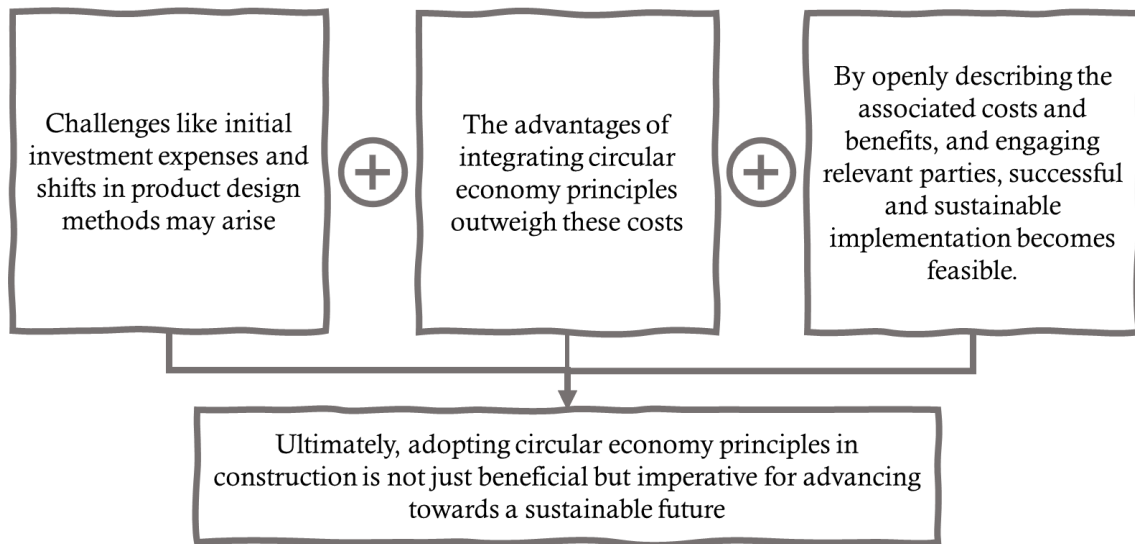 Challenges like initial
investment expenses and
shifts in product design
methods may arise
The advantages of
integrating circular
economy principles
outweigh these costs
By openly describing the
associated costs and
benefits, and engaging
relevant parties, successful
and sustainable
implementation becomes
feasible.
Ultimately, adopting circular economy principles in
construction is not just beneficial but imperative for advancing
towards a sustainable future